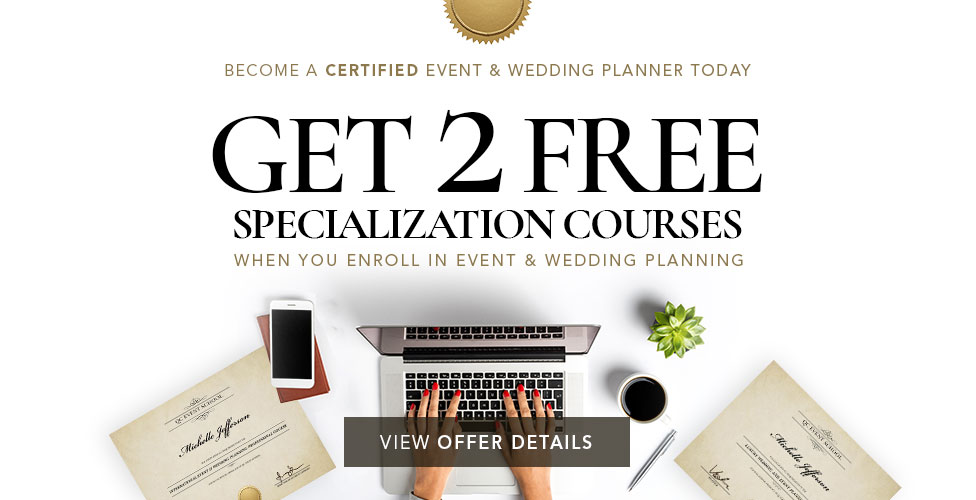 BECOME A CERTIFIED EVENT & WEDDING PLANNER TODAY
GET 2 FREE
SPECIALIZATION COURSES
WHEN YOU ENROLL IN EVENT & WEDDING PLANNING
QC EVENT SCHOOL
Michelle Jefferson
INTERNATIONAL EVENT & WEDDING PLANNING PROFESSIONAL COURSE
QC EVENT SCHOOL
Michelle Jefferson
VIEW OFFER DETAILS